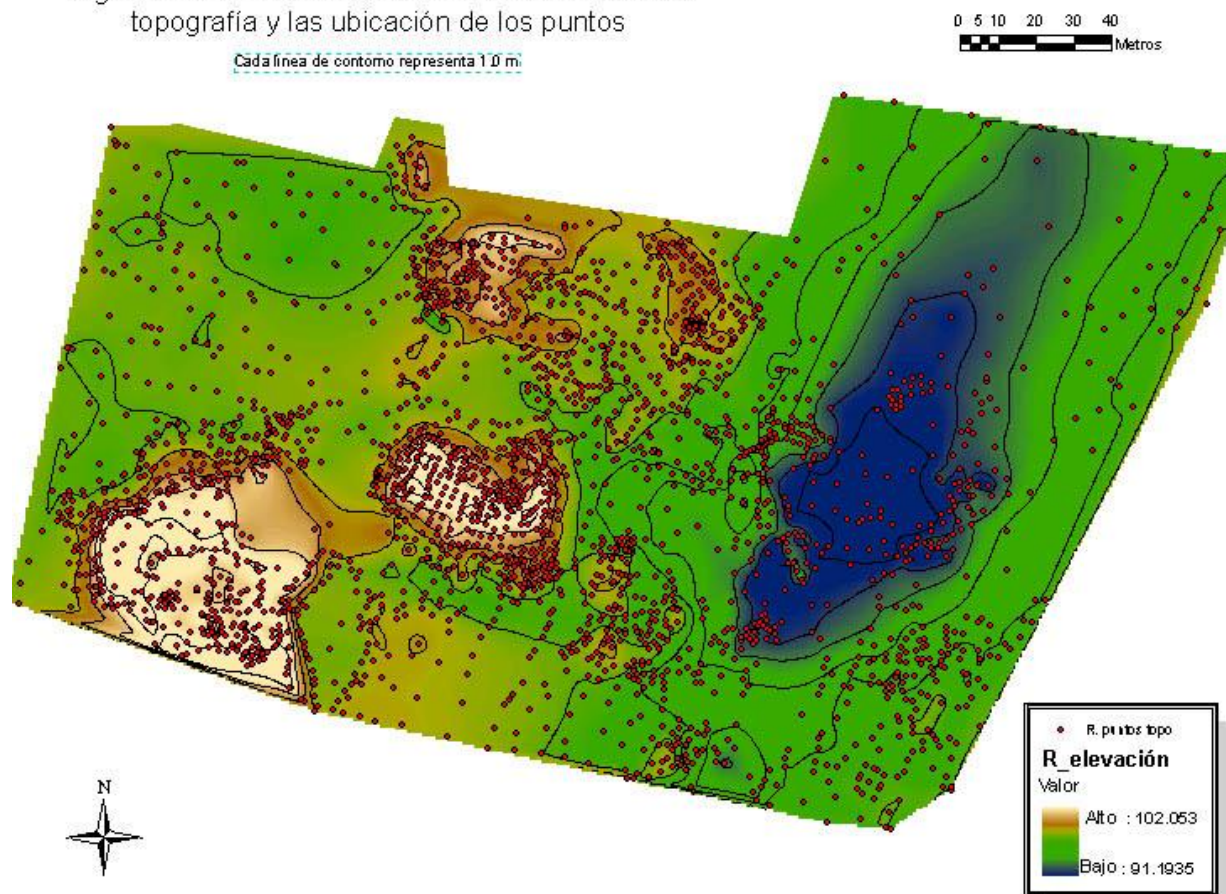 topografía y las ubicación de los puntos
Cada línea de contorno representa 1.0 m
0 5 10 20 30 40
Metros
N
R. puntos topo
R_elevación
Valor
Alto : 102.053
Bajo : 91.1935